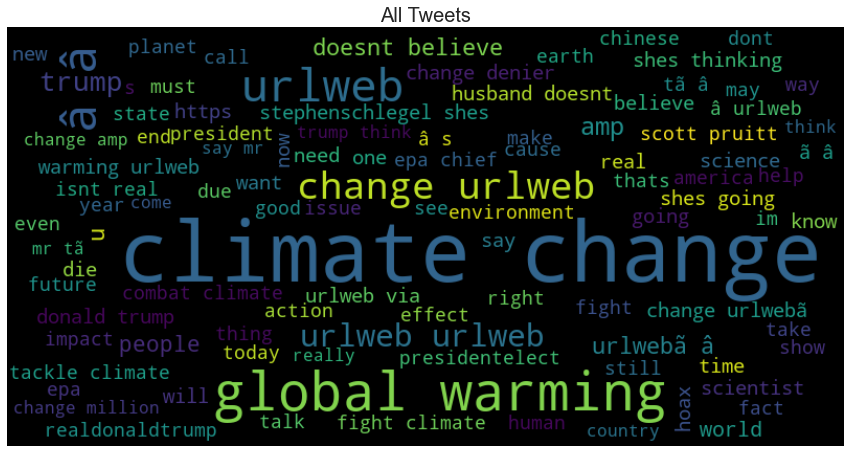 All Tweets
new
planet
call
doesnt believe
earth
chinese
dont
shes thinking
â
â
trump
s
must
urlweb
change denier
husband doesnt
tã â
may
way
believe
â urlweb
state
https
stephenschlegel shes
amp
scott pruitt
think
change amp
end
president
now
trump think
â s
make
cause
say mr
need
one
epa chief
real
science
ã â
warming urlweb
isnt real
due
want
change urlweb
thats
america
help
shes going
year
come
good
issue
see
environment
going
im
know
even
u
mr tã
die
future
climate change
say
combat climate
urlweb via
right
donald trump
action
effect
fight
change urlwebã
take
impact
people
thing
urlweb urlweb
urlwebã â
show
today
really
presidentelect
still
time
tackle climate
epa
will
global warming
hoax
scientist
change million
fact
realdonaldtrump
talk
fight climate
human
country
world